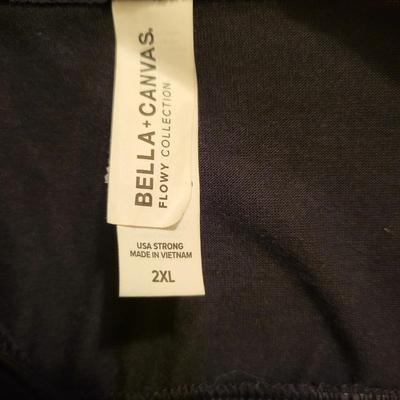 BELLA+CANVAS.
FLOWY COLLECTION
USA STRONG
MADE IN VIETNAM
2XL